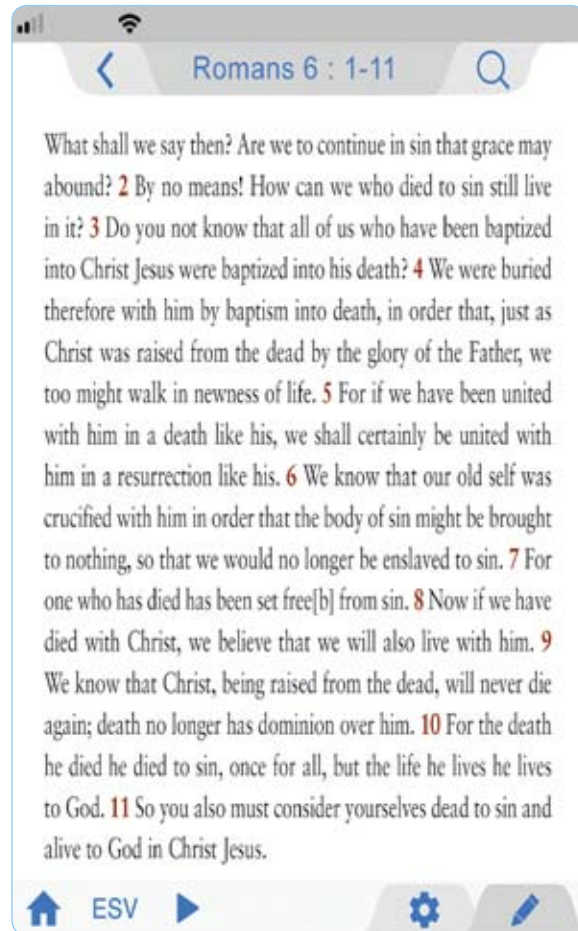 Romans 6 : 1-11
What shall we say then? Are we to continue in sin that grace may
abound? 2 By no means! How can we who died to sin still live
in it? 3 Do you not know that all of us who have been baptized
into Christ Jesus were baptized into his death? 4 We were buried
therefore with him by baptism into death, in order that, just as
Christ was raised from the dead by the glory of the Father, we
too might walk in newness of life. 5 For if we have been united
with him in a death like his, we shall certainly be united with
him in a resurrection like his. 6 We know that our old self was
crucified with him in order that the body of sin might be brought
to nothing, so that we would no longer be enslaved to sin. 7 For
one who has died has been set free[b] from sin. 8 Now if we have
died with Christ, we believe that we will also live with him. 9
We know that Christ, being raised from the dead, will never die
again; death no longer has dominion over him. 10 For the death
he died he died to sin, once for all, but the life he lives he lives
to God. 11 So you also must consider yourselves dead to sin and
alive to God in Christ Jesus.
ESV